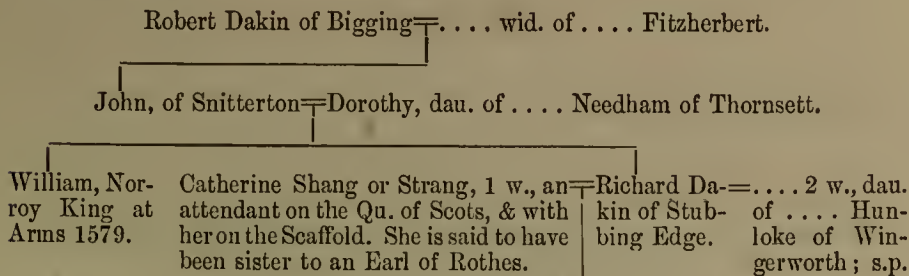 Robert Dakin of Bigging=. . . . wid. of . . . . Fitzherbert.
John, of Snitterton=Dorothy, dau. of . . . . Needham of Thornsett.
William, Nor-
roy King at
Arms 1579.
Catherine Shang or Strang, 1 w., an=
attendant on the Qu. of Scots, & with
her on the Scaffold. She is said to have
been sister to an Earl of Rothes.
Richard Da-=
kin of Stub-
bing Edge.
. . . . 2 w., dau.
of . . . . Hun-
loke of Win-
gerworth; s.p.